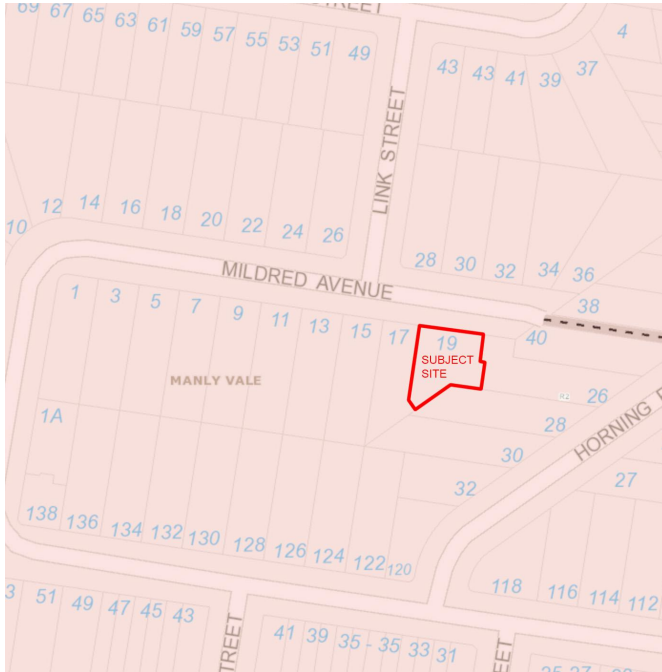 STREET
69 67 65 63 61 59 57 55 53 51 49
43 43 41 39 37 4
LINK STREET
10 12 14 16 18 20 22 24 26
28 30 32 34 36
MILDRED AVENUE
38
1 3 5 7 9 11 13 15 17 19 40
SUBJECT
SITE
MANLY VALE
R2
26
28
HORNING
1A
30
32
27
138 136 134 132 130 128 126 124 122 120
118 116 114 112
51 49 47 45 43
STREET
41 39 35 - 35 33 31